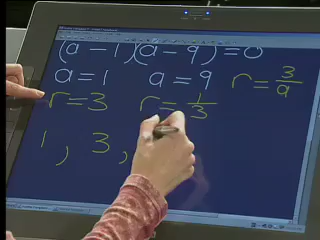 (a-1)(a-9)=0
a=1 a=9 r=3/a
r=3 r=1/3
1, 3,